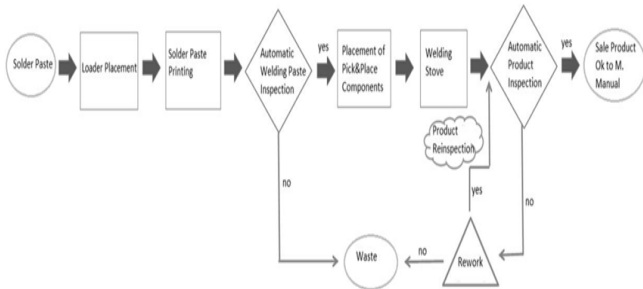 Solder Paste
Loader Placement
Solder Paste
Printing
Automatic
Welding Paste
Inspection
yes
Placement of
Pick&Place
Components
Welding
Stove
Automatic
Product
Inspection
yes
Sale Product
Ok to M.
Manual
Product
Reinspection
no
yes
no
Waste
no
Rework